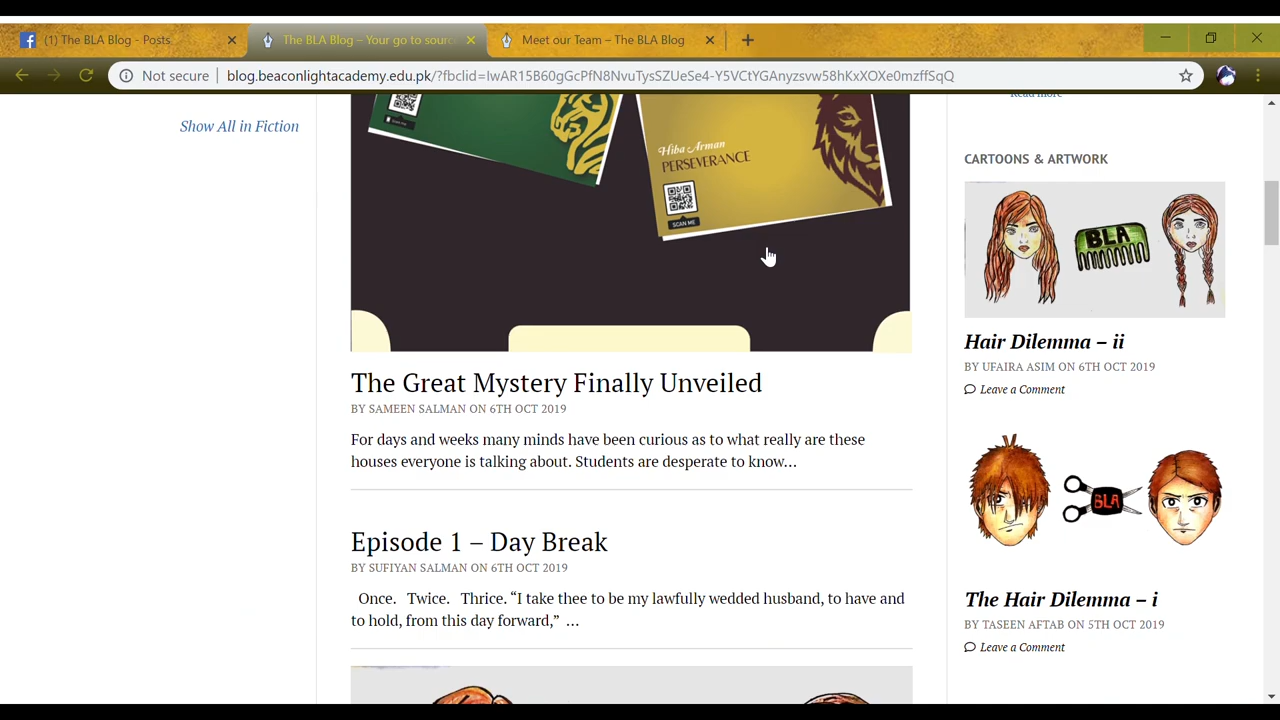 (1) The BLA Blog - Posts
The BLA Blog – Your go to sourc
Meet our Team – The BLA Blog
Not secure
blog.beaconlightacademy.edu.pk/?fbclid=IwAR15B60gGcPfN8NvuTysSZUeSe4-Y5VCtYGAnyzsvw58hKxXOXe0mzffSqQ
Show All in Fiction
SCAN ME
Hiba Arman
PERSEVERANCE
SCAN ME
The Great Mystery Finally Unveiled
BY SAMEEN SALMAN ON 6TH OCT 2019
For days and weeks many minds have been curious as to what really are these
houses everyone is talking about. Students are desperate to know…
Episode 1 – Day Break
BY SUFIYAN SALMAN ON 6TH OCT 2019
Once. Twice. Thrice. “I take thee to be my lawfully wedded husband, to have and
to hold, from this day forward,” …
Read more
CARTOONS & ARTWORK
BLA
Hair Dilemma – ii
BY UFAIRA ASIM ON 6TH OCT 2019
Leave a Comment
BLA
The Hair Dilemma – i
BY TASEEN AFTAB ON 5TH OCT 2019
Leave a Comment